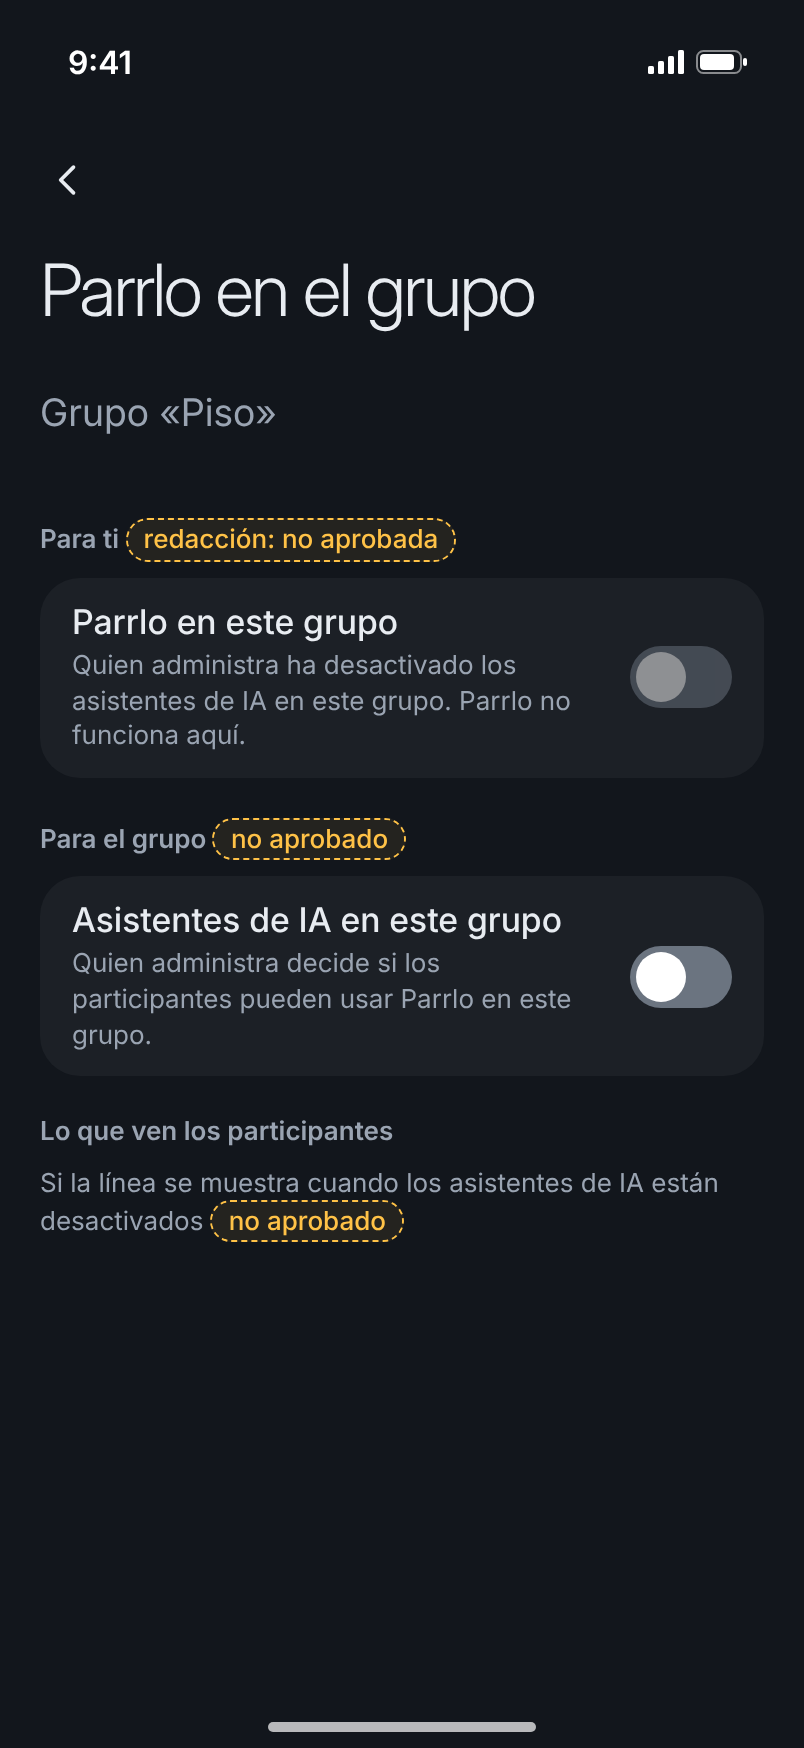 9:41
Parrlo en el grupo
Grupo «Piso»
Para ti redacción: no aprobada
Parrlo en este grupo
Quien administra ha desactivado los
asistentes de IA en este grupo. Parrlo no
funciona aquí.
Para el grupo no aprobado
Asistentes de IA en este grupo
Quien administra decide si los
participantes pueden usar Parrlo en este
grupo.
Lo que ven los participantes
Si la línea se muestra cuando los asistentes de IA están
desactivados no aprobado